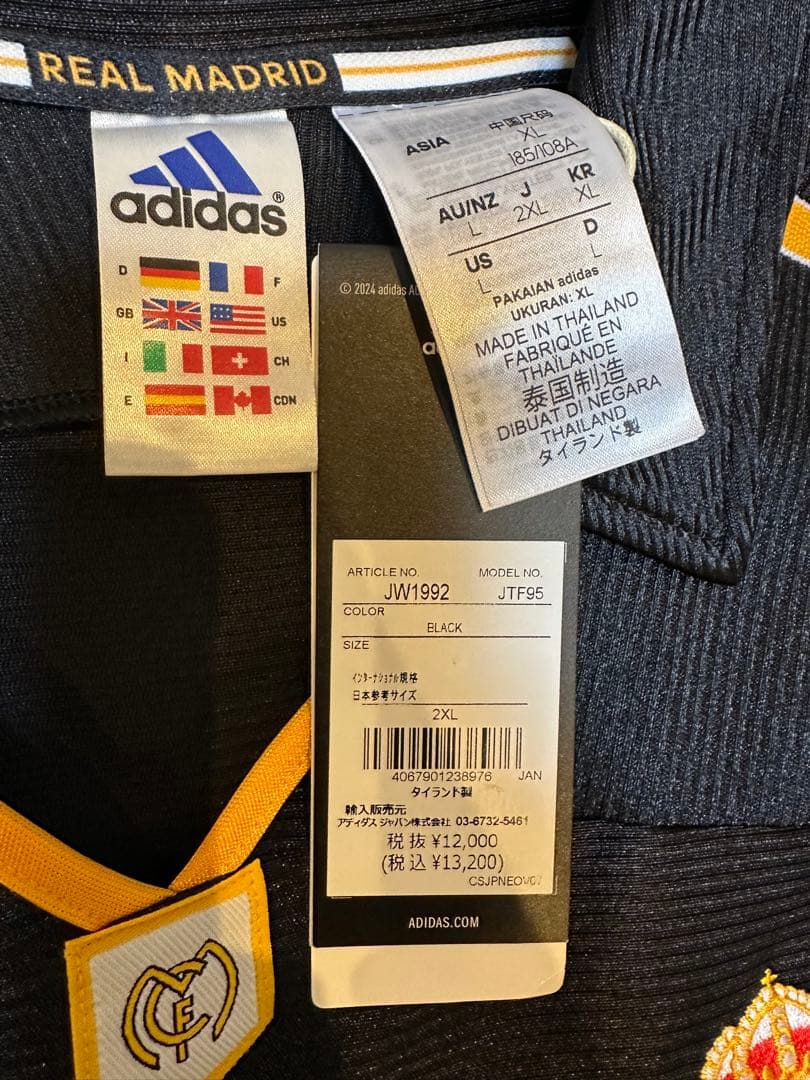 REAL MADRID
adidas®
D F
GB US
I CH
E CDN
ASIA 中国尺码
XL
185/108A
AU/NZ J KR
L 2XL XL
US D
L L
PAKAIAN adidas
UKURAN: XL
MADE IN THAILAND
FABRIQUÉ EN
THAÏLANDE
泰国制造
DIBUAT DI NEGARA
THAILAND
タイランド製
© 2024 adidas
ARTICLE NO. MODEL NO.
JW1992 JTF95
COLOR
BLACK
SIZE
インターナショナル規格
日本参考サイズ
2XL
4067901238976 JAN
タイランド製
輸入販売元
アディダス ジャパン株式会社 03-6732-5461
税抜 ¥12,000
(税込 ¥13,200)
CSJPNEOV07
ADIDAS.COM
MCF